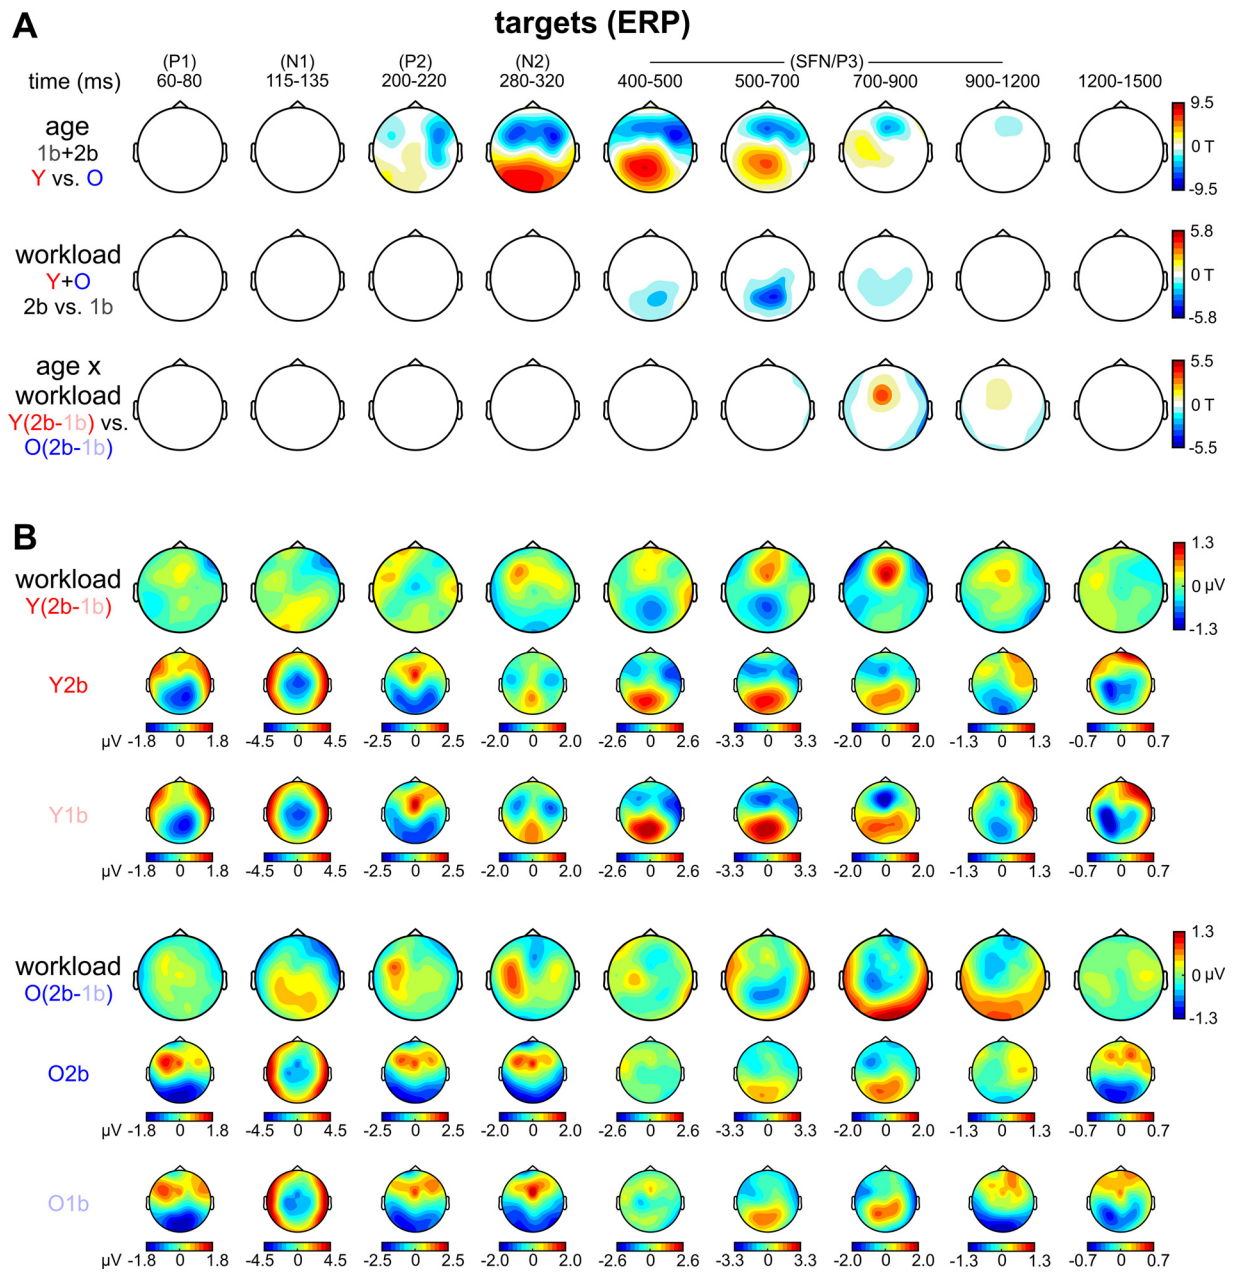 A
targets (ERP)
(P1) (N1) (P2) (N2) (SFN/P3)
time (ms) 60-80 115-135 200-220 280-320 400-500 500-700 700-900 900-1200 1200-1500
age
1b+2b
Y vs. O
9.5
0 T
-9.5
workload
Y+O
2b vs. 1b
5.8
0 T
-5.8
age x
workload
Y(2b-1b) vs.
O(2b-1b)
5.5
0 T
-5.5
B
workload
Y(2b-1b)
1.3
0 µV
-1.3
Y2b
µV -1.8 0 1.8 -4.5 0 4.5 -2.5 0 2.5 -2.0 0 2.0 -2.6 0 2.6 -3.3 0 3.3 -2.0 0 2.0 -1.3 0 1.3 -0.7 0 0.7
Y1b
µV -1.8 0 1.8 -4.5 0 4.5 -2.5 0 2.5 -2.0 0 2.0 -2.6 0 2.6 -3.3 0 3.3 -2.0 0 2.0 -1.3 0 1.3 -0.7 0 0.7
workload
O(2b-1b)
1.3
0 µV
-1.3
O2b
µV -1.8 0 1.8 -4.5 0 4.5 -2.5 0 2.5 -2.0 0 2.0 -2.6 0 2.6 -3.3 0 3.3 -2.0 0 2.0 -1.3 0 1.3 -0.7 0 0.7
O1b
µV -1.8 0 1.8 -4.5 0 4.5 -2.5 0 2.5 -2.0 0 2.0 -2.6 0 2.6 -3.3 0 3.3 -2.0 0 2.0 -1.3 0 1.3 -0.7 0 0.7